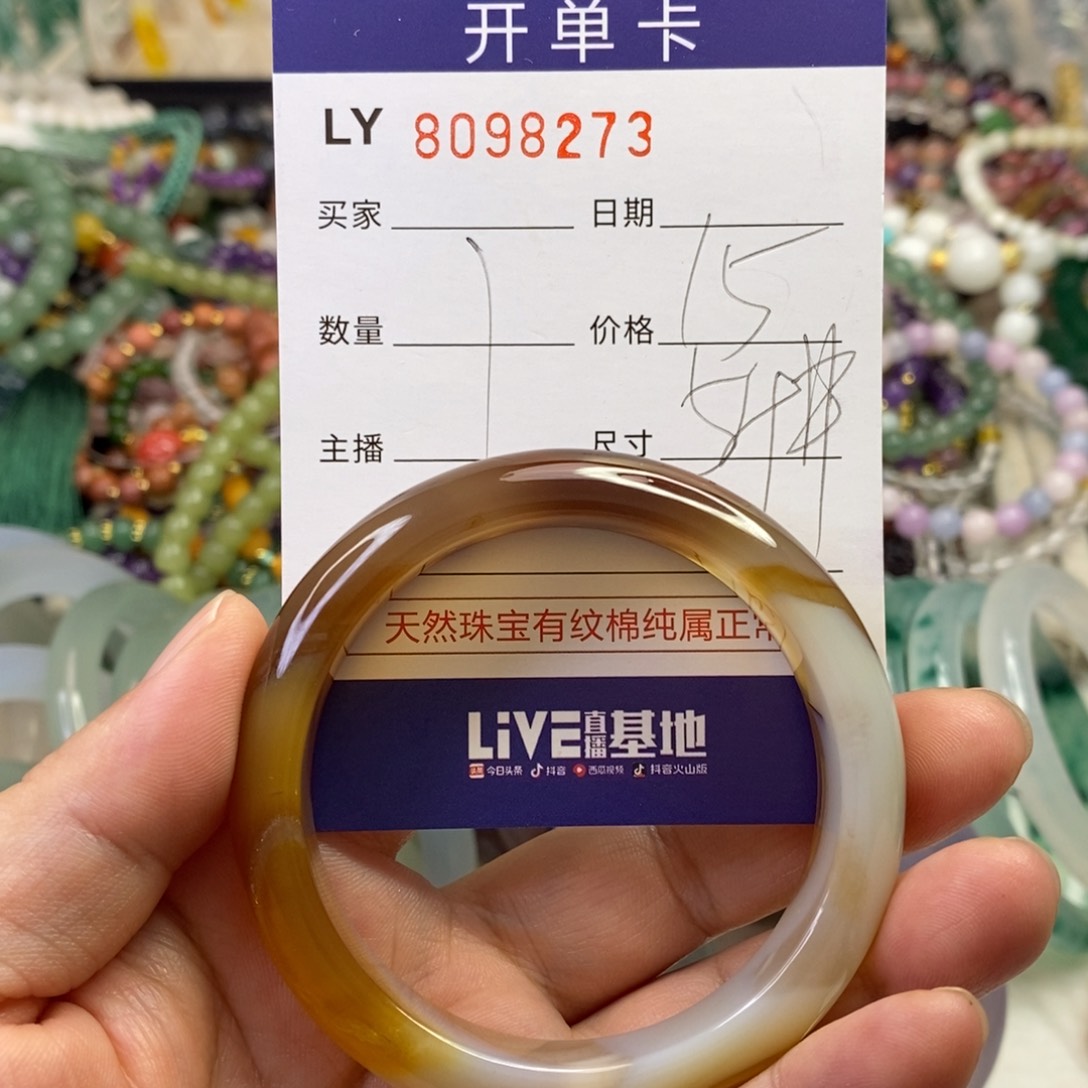 开单卡
LY 8098273
买家 日期
数量 1 价格 15
主播 尺寸
天然珠宝有纹棉纯属正常
LiVE直播基地
今日头条 抖音 西瓜视频 抖音火山版